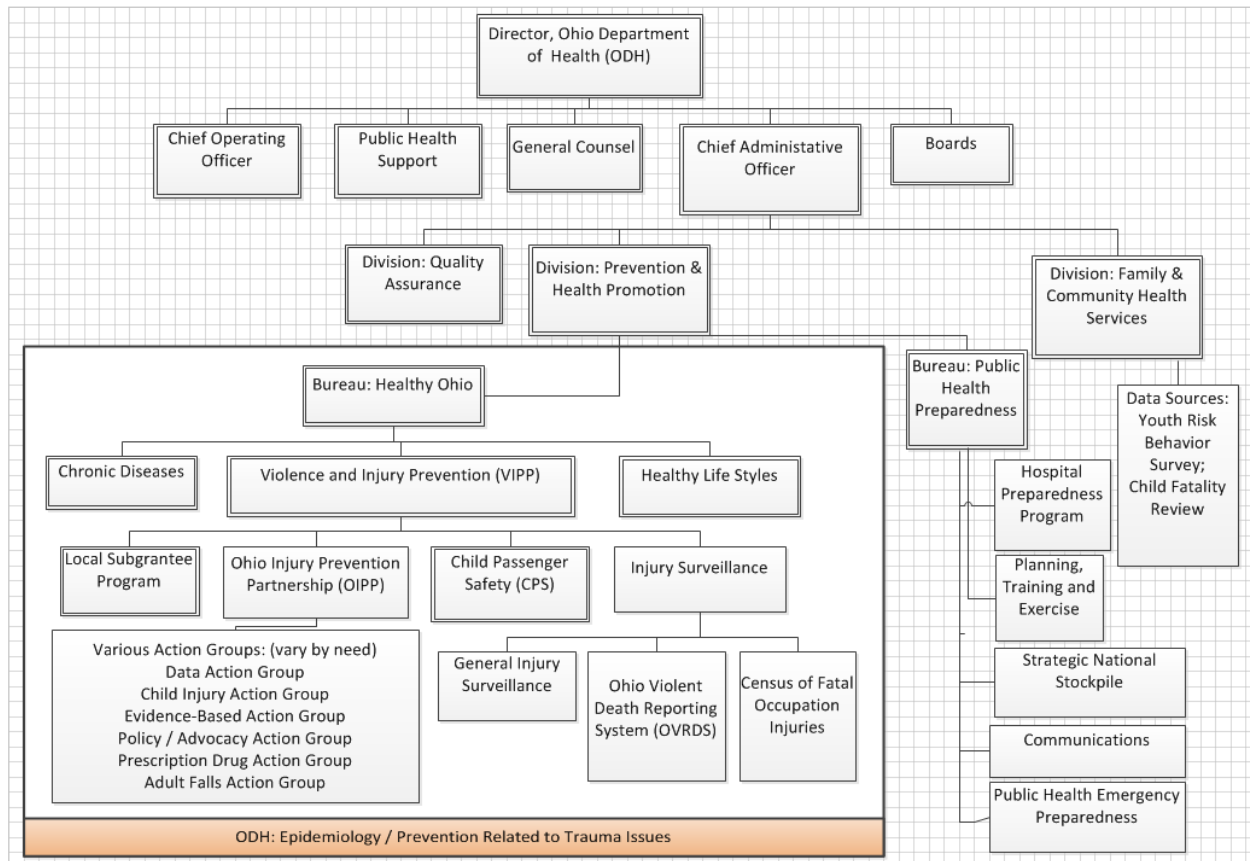 Director, Ohio Department
of Health (ODH)
Chief Operating
Officer
Public Health
Support
General Counsel
Chief Administative
Officer
Boards
Division: Quality
Assurance
Division: Prevention &
Health Promotion
Division: Family &
Community Health
Services
Bureau: Healthy Ohio
Bureau: Public
Health
Preparedness
Data Sources:
Youth Risk
Behavior
Survey;
Child Fatality
Review
Chronic Diseases
Violence and Injury Prevention (VIPP)
Healthy Life Styles
Hospital
Preparedness
Program
Local Subgrantee
Program
Ohio Injury Prevention
Partnership (OIPP)
Child Passenger
Safety (CPS)
Injury Surveillance
Planning,
Training and
Exercise
Various Action Groups: (vary by need)
Data Action Group
Child Injury Action Group
Evidence-Based Action Group
Policy / Advocacy Action Group
Prescription Drug Action Group
Adult Falls Action Group
General Injury
Surveillance
Ohio Violent
Death Reporting
System (OVRDS)
Census of Fatal
Occupation
Injuries
Strategic National
Stockpile
Communications
Public Health Emergency
Preparedness
ODH: Epidemiology / Prevention Related to Trauma Issues